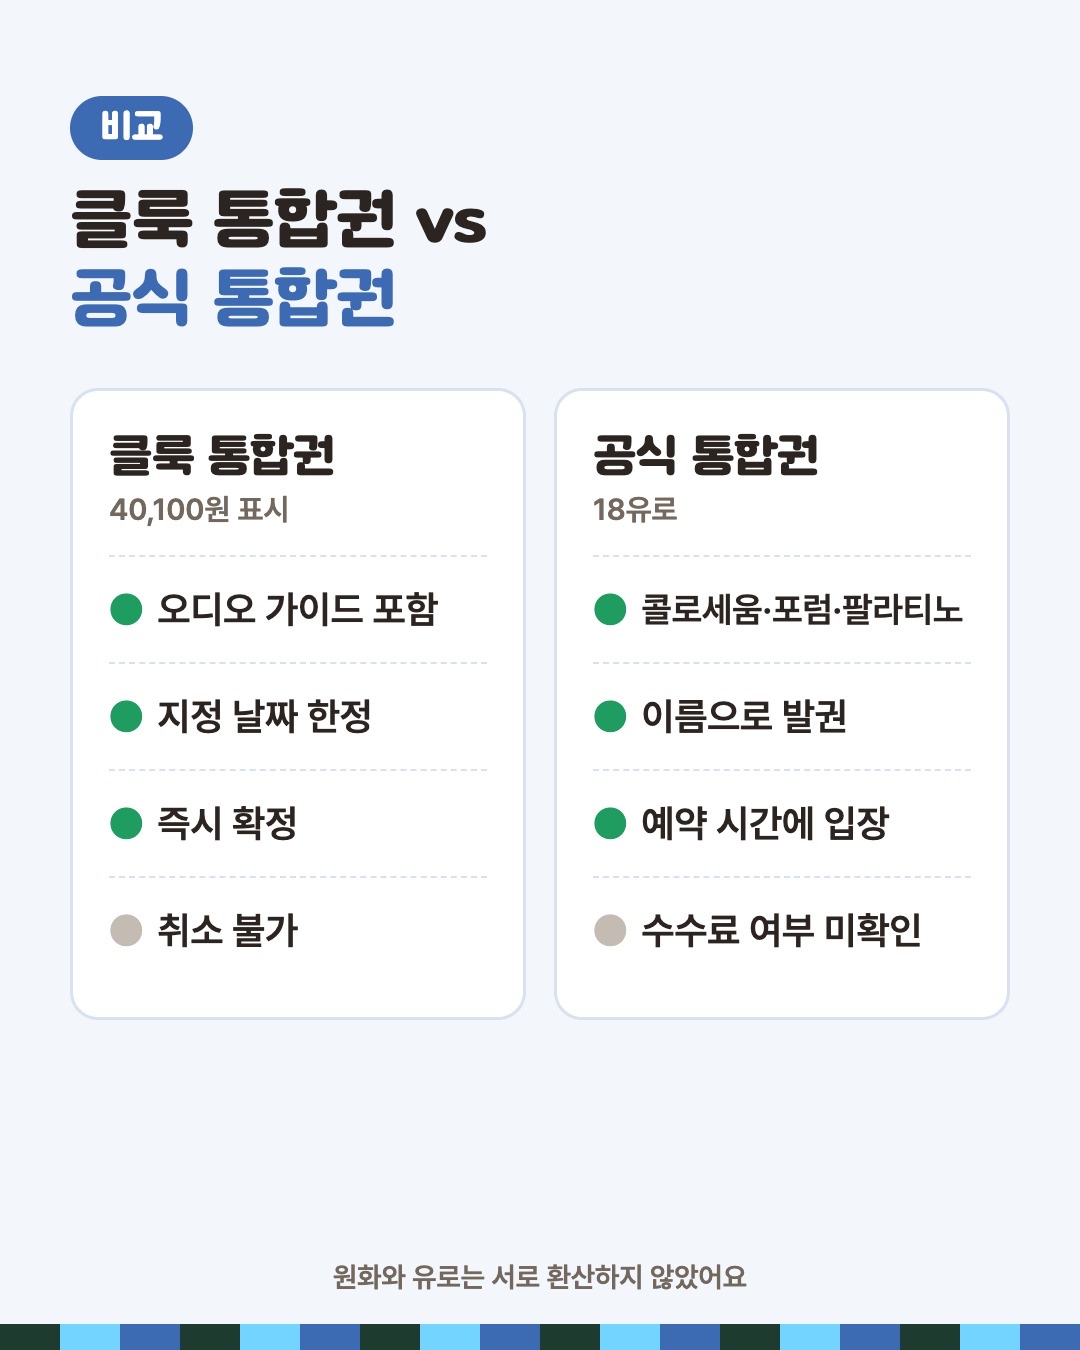 비교
클룩 통합권 vs
공식 통합권
클룩 통합권
40,100원 표시
오디오 가이드 포함
지정 날짜 한정
즉시 확정
취소 불가
공식 통합권
18유로
콜로세움·포럼·팔라티노
이름으로 발권
예약 시간에 입장
수수료 여부 미확인
원화와 유로는 서로 환산하지 않았어요